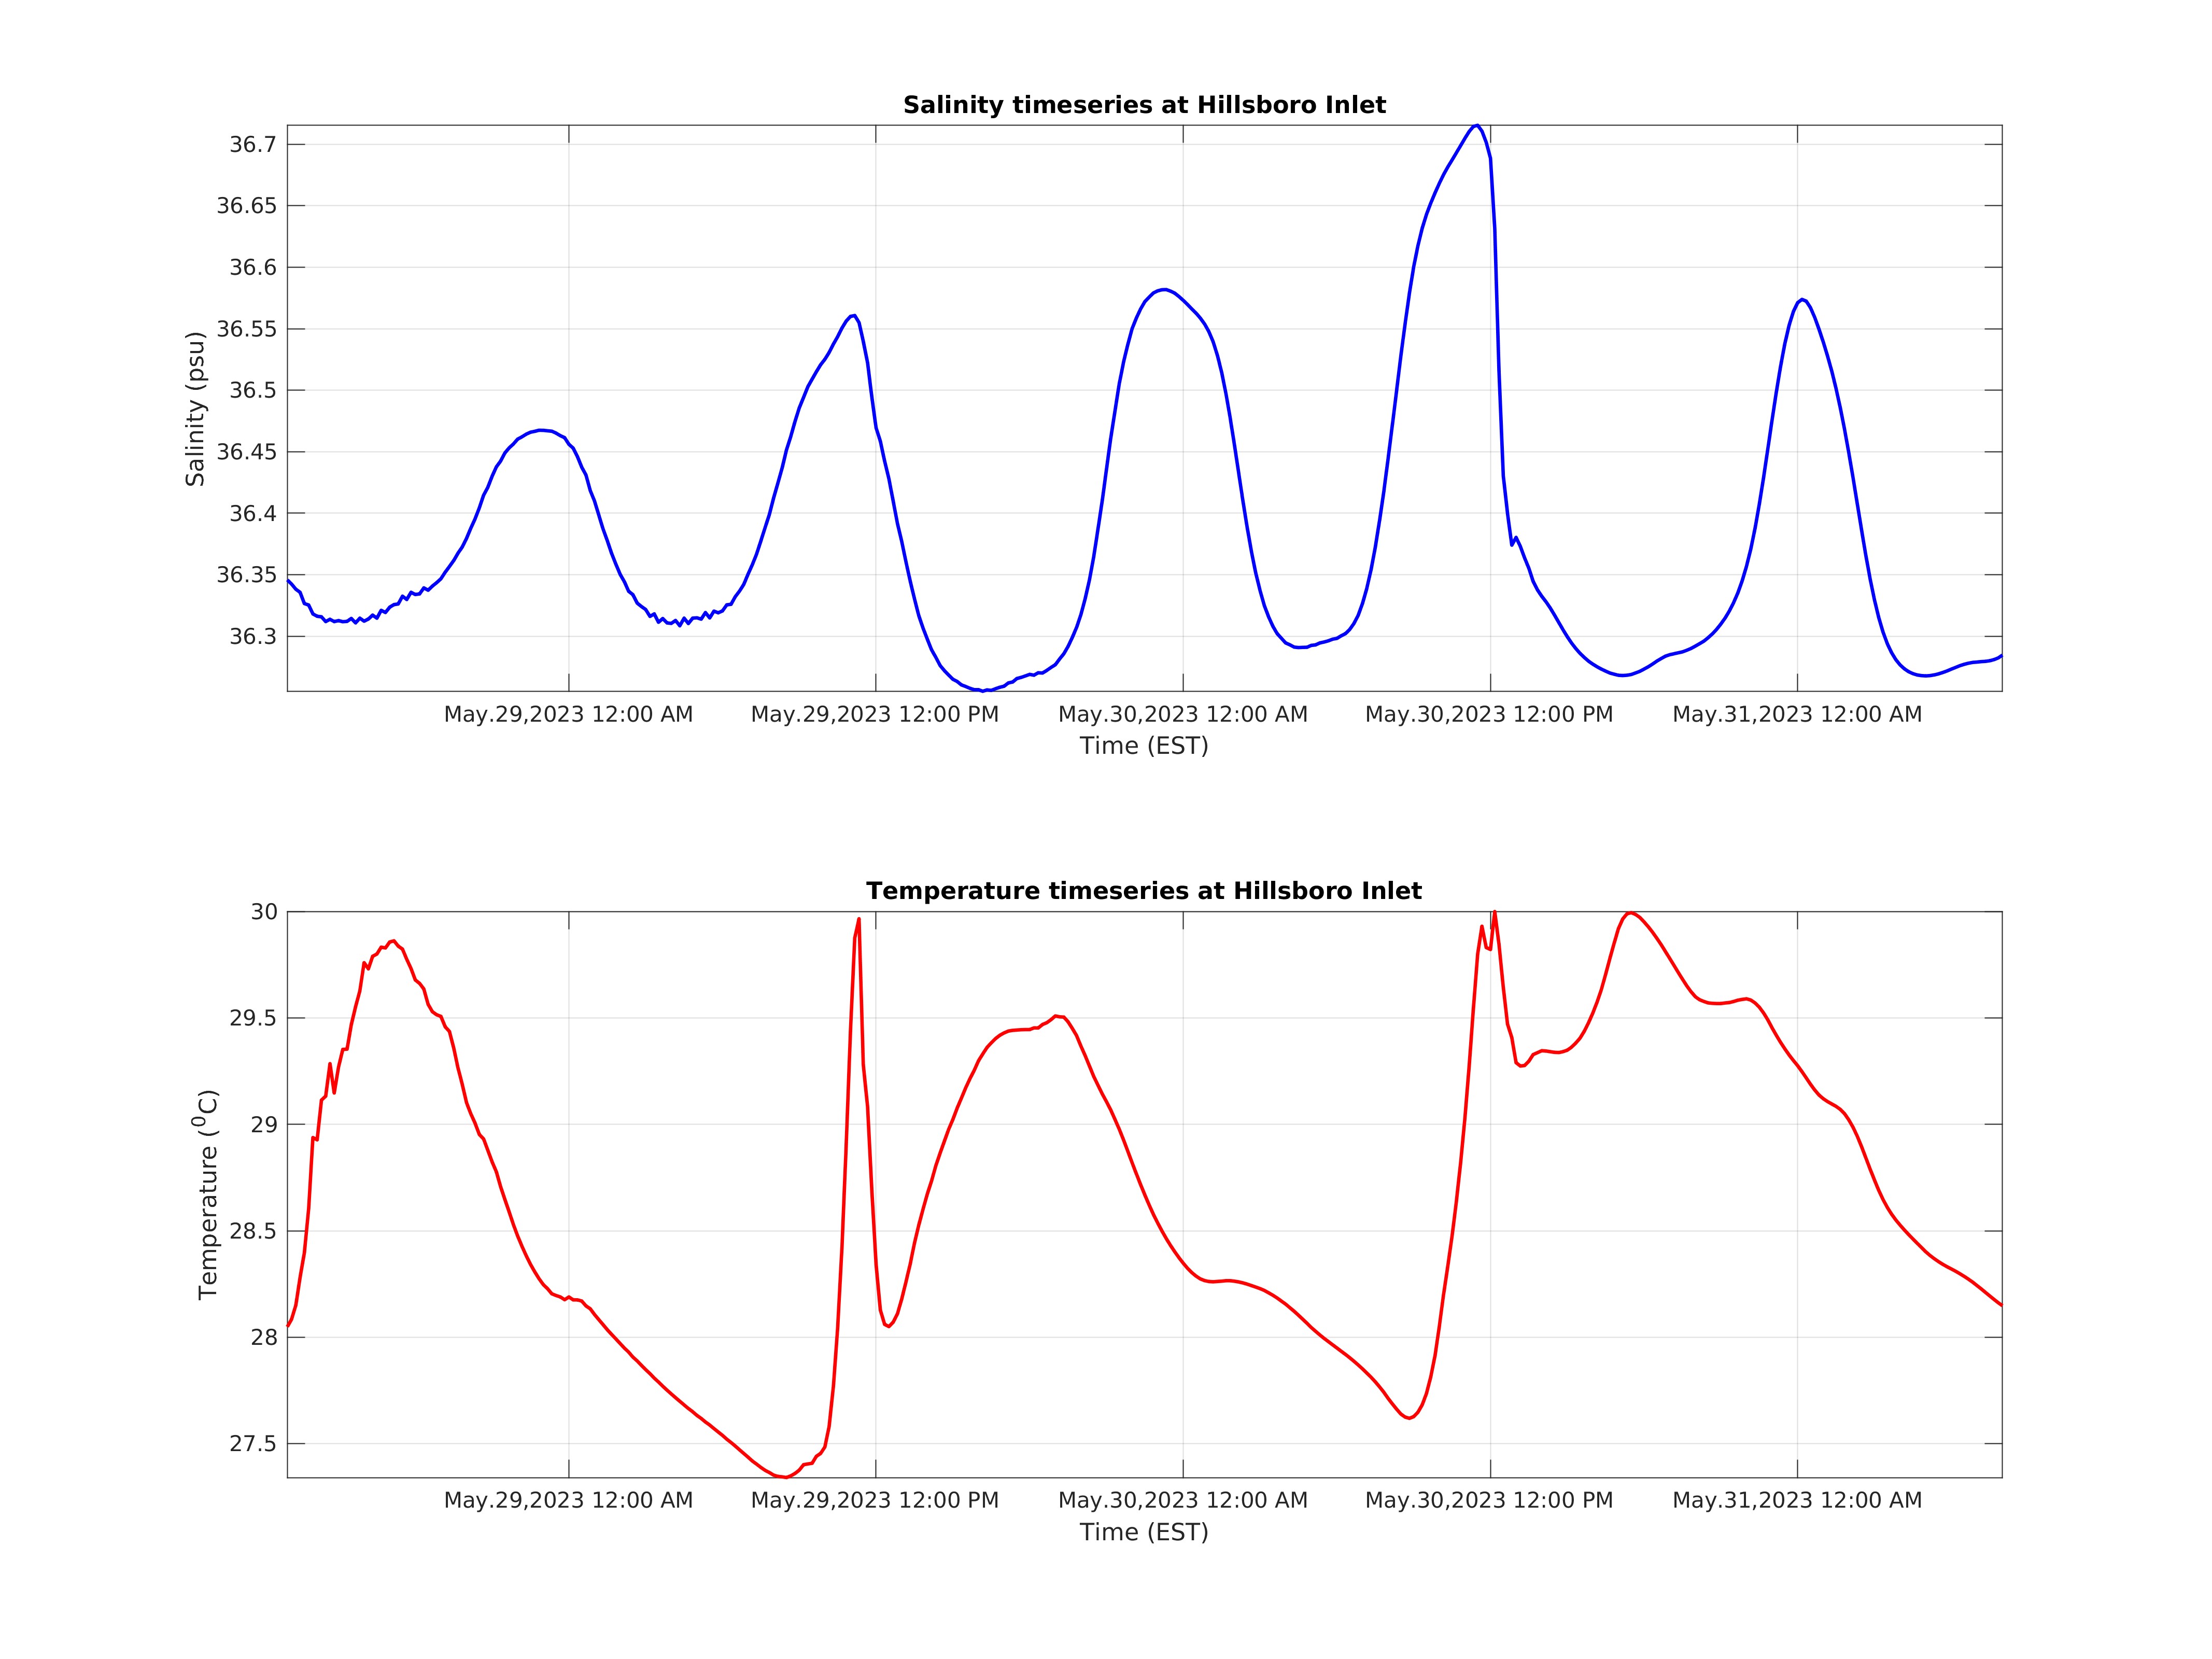 Salinity timeseries at Hillsboro Inlet
36.7
36.65
36.6
36.55
36.5
36.45
36.4
36.35
36.3
Salinity (psu)
May.29,2023 12:00 AM May.29,2023 12:00 PM May.30,2023 12:00 AM May.30,2023 12:00 PM May.31,2023 12:00 AM
Time (EST)
Temperature timeseries at Hillsboro Inlet
30
29.5
29
28.5
28
27.5
Temperature (⁰C)
May.29,2023 12:00 AM May.29,2023 12:00 PM May.30,2023 12:00 AM May.30,2023 12:00 PM May.31,2023 12:00 AM
Time (EST)